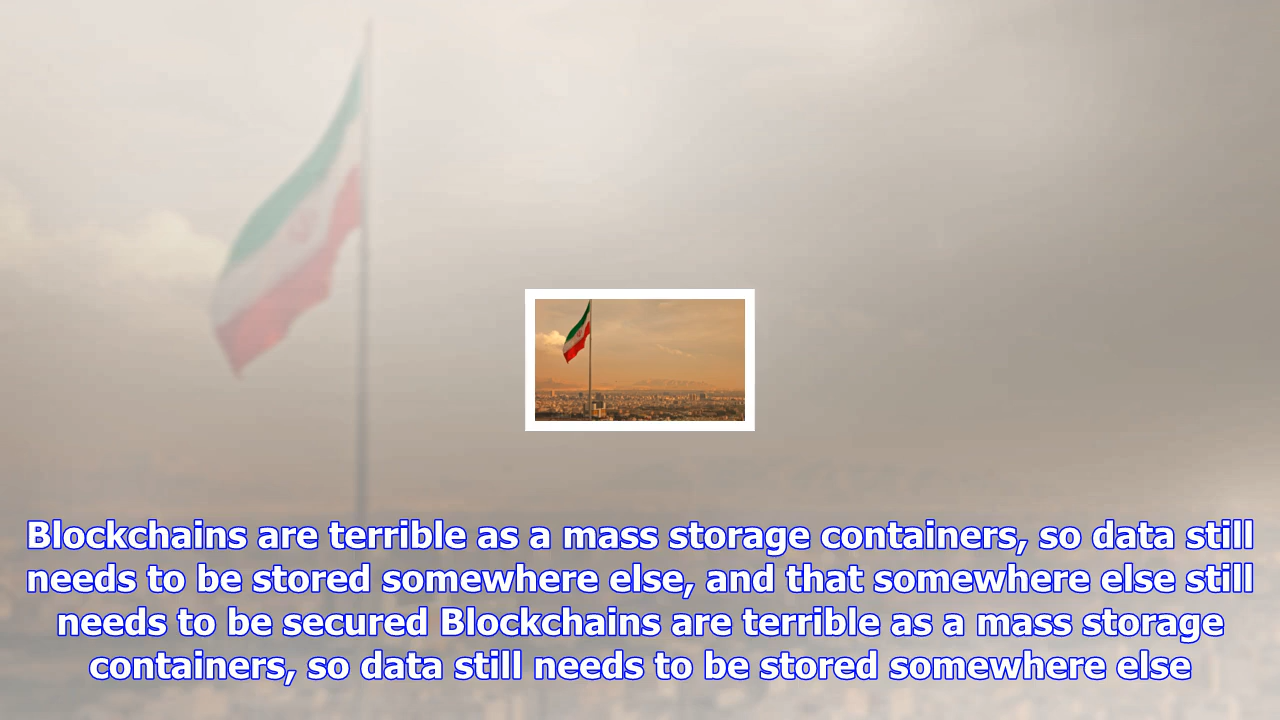 Blockchains are terrible as a mass storage containers, so data still
needs to be stored somewhere else, and that somewhere else still
needs to be secured Blockchains are terrible as a mass storage
containers, so data still needs to be stored somewhere else